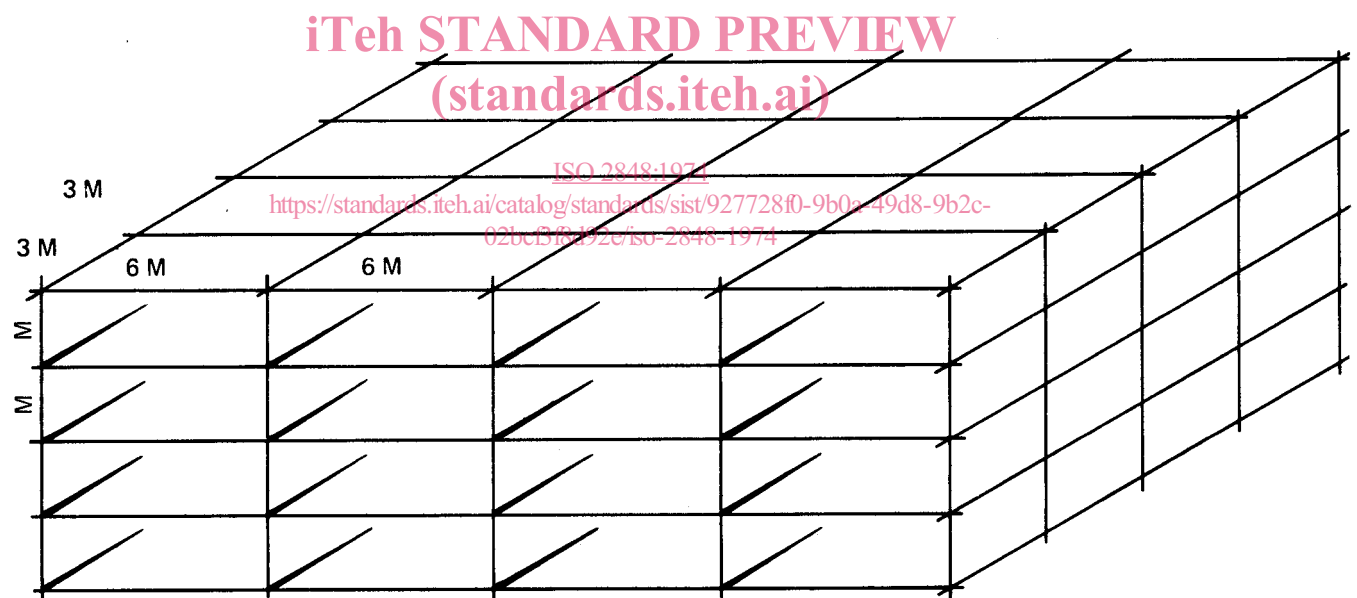 iTeh STANDARD PREVIEW
(standards.iteh.ai)
ISO 2848:1974
3 M
https://standards.iteh.ai/catalog/standards/sist/927728f0-9b0a-49d8-9b2c-
02bcf3f8d92e/iso-2848-1974
3 M
6 M
6 M
M
M